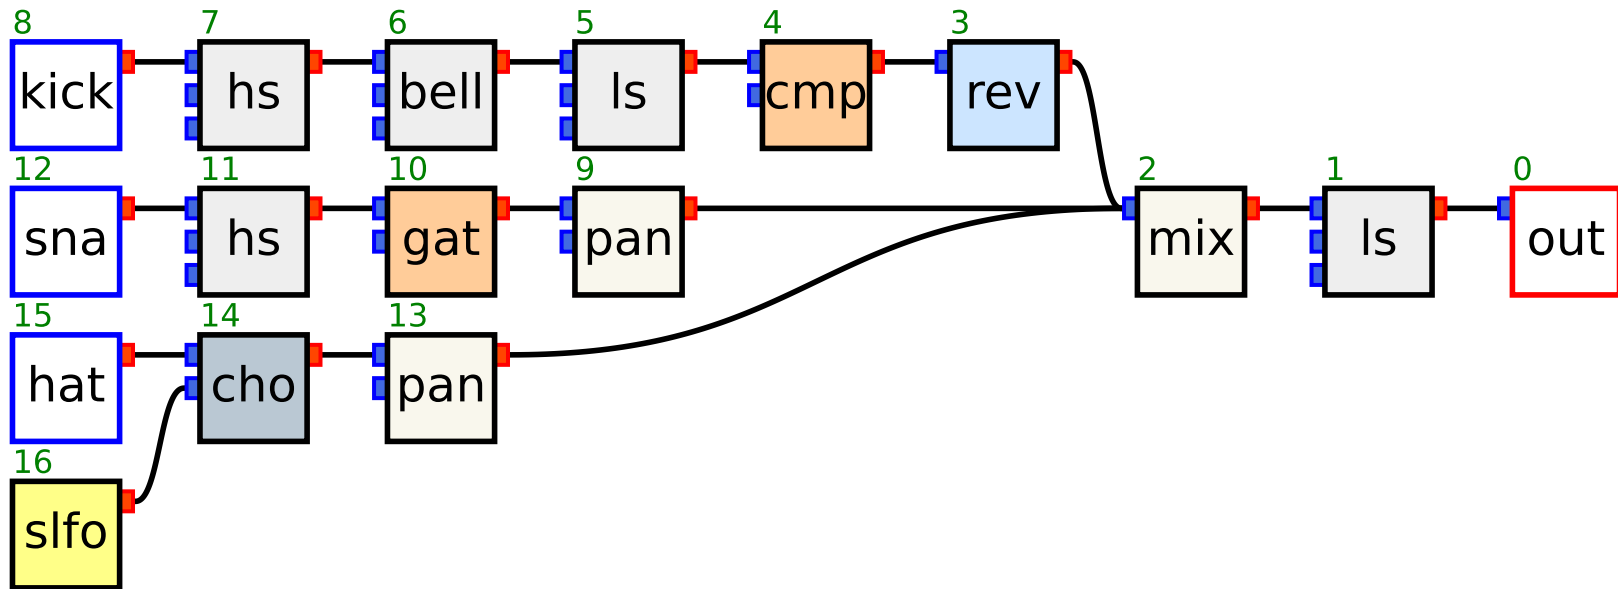 8 7 6 5 4 3
kick hs bell ls cmp rev
12 11 10 9 2 1 0
sna hs gat pan mix ls out
15 14 13
hat cho pan
16
slfo